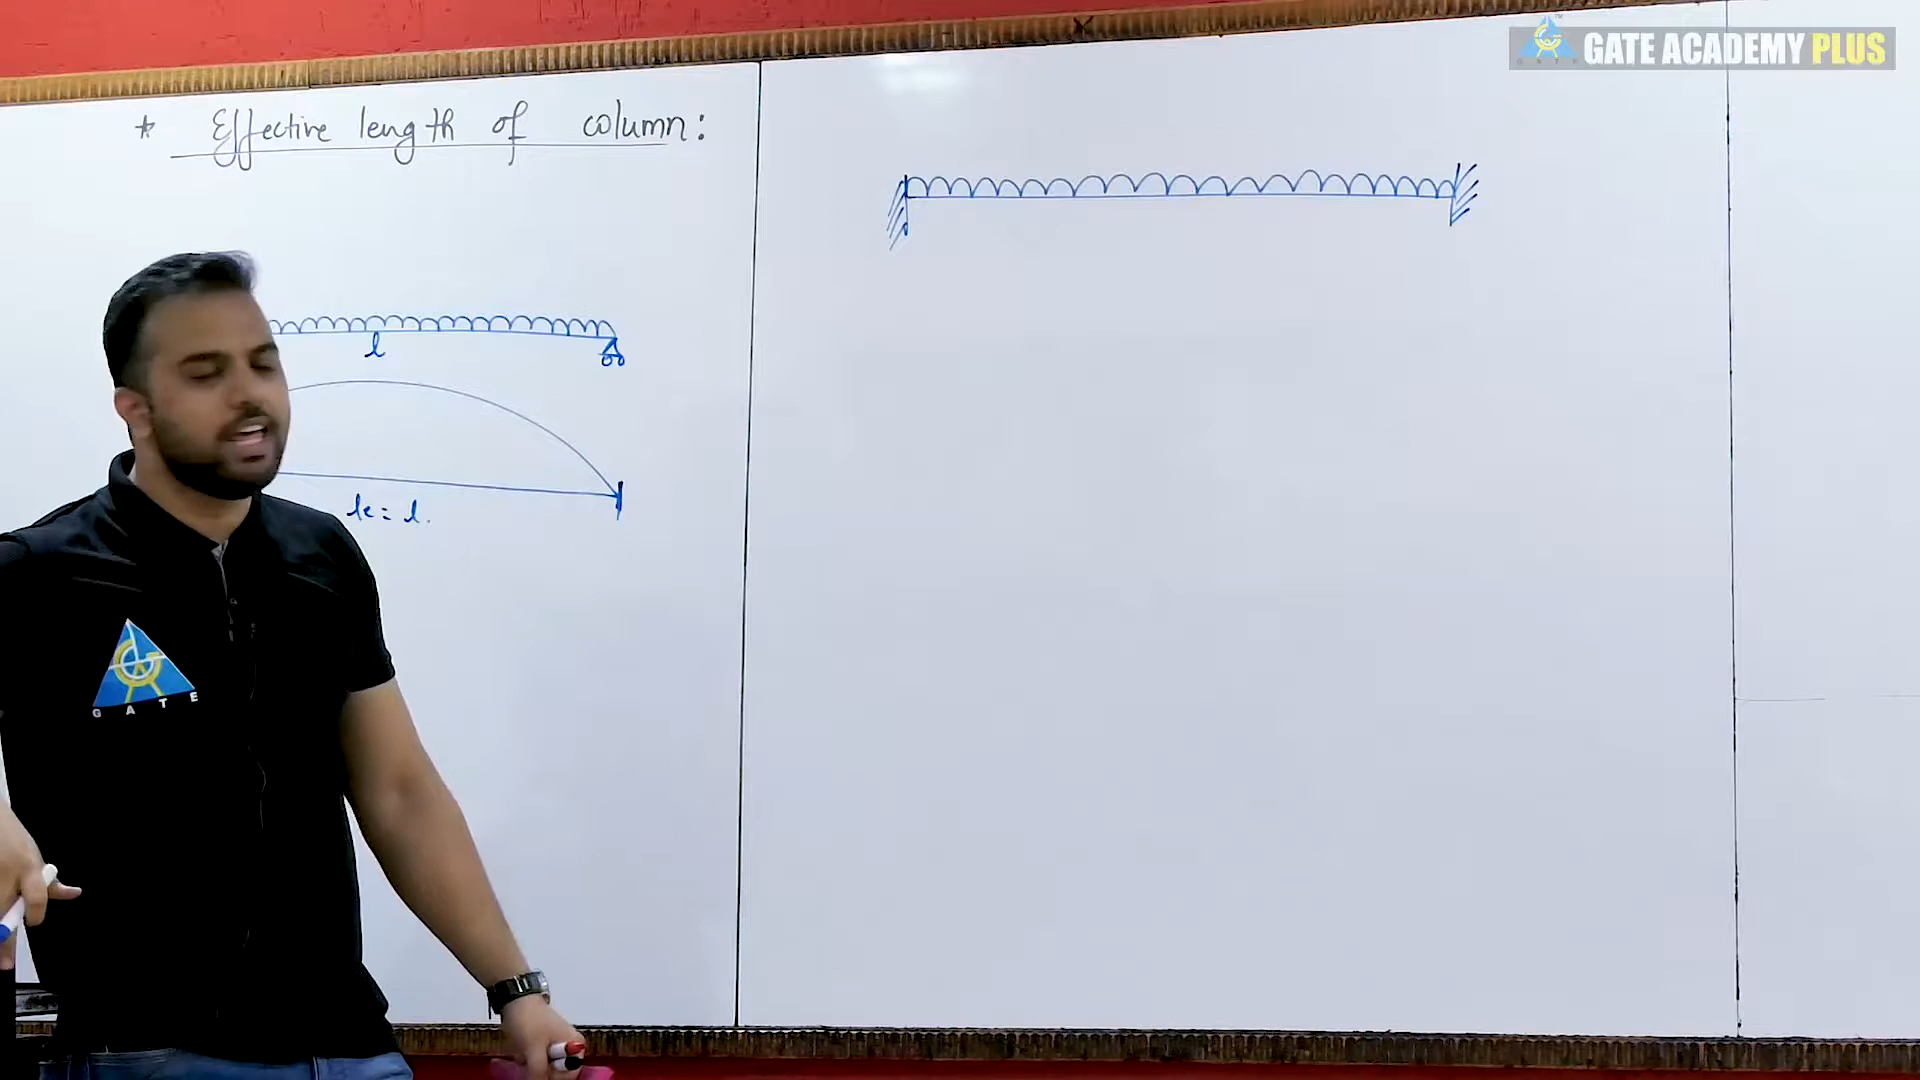 GATE ACADEMY PLUS
* Effective length of column:
l
le = l.
GATE